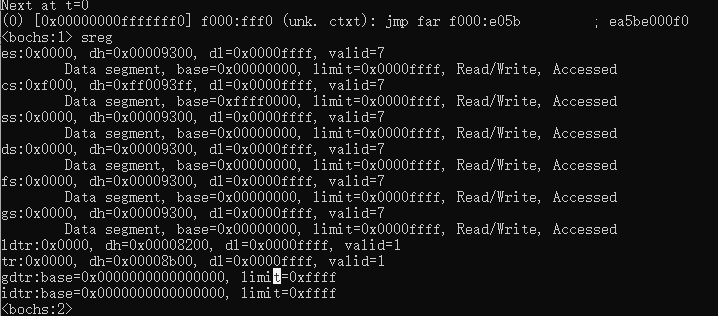 Next at t=0
(0) [0x00000000fffffff0] f000:fff0 (unk. ctxt): jmp far f000:e05b          ; ea5be000f0
<bochs:1> sreg
es:0x0000, dh=0x00009300, dl=0x0000ffff, valid=7
        Data segment, base=0x00000000, limit=0x0000ffff, Read/Write, Accessed
cs:0xf000, dh=0xff0093ff, dl=0x0000ffff, valid=7
        Data segment, base=0xffff0000, limit=0x0000ffff, Read/Write, Accessed
ss:0x0000, dh=0x00009300, dl=0x0000ffff, valid=7
        Data segment, base=0x00000000, limit=0x0000ffff, Read/Write, Accessed
ds:0x0000, dh=0x00009300, dl=0x0000ffff, valid=7
        Data segment, base=0x00000000, limit=0x0000ffff, Read/Write, Accessed
fs:0x0000, dh=0x00009300, dl=0x0000ffff, valid=7
        Data segment, base=0x00000000, limit=0x0000ffff, Read/Write, Accessed
gs:0x0000, dh=0x00009300, dl=0x0000ffff, valid=7
        Data segment, base=0x00000000, limit=0x0000ffff, Read/Write, Accessed
ldtr:0x0000, dh=0x00008200, dl=0x0000ffff, valid=1
tr:0x0000, dh=0x00008b00, dl=0x0000ffff, valid=1
gdtr:base=0x0000000000000000, limit=0xffff
idtr:base=0x0000000000000000, limit=0xffff
<bochs:2>